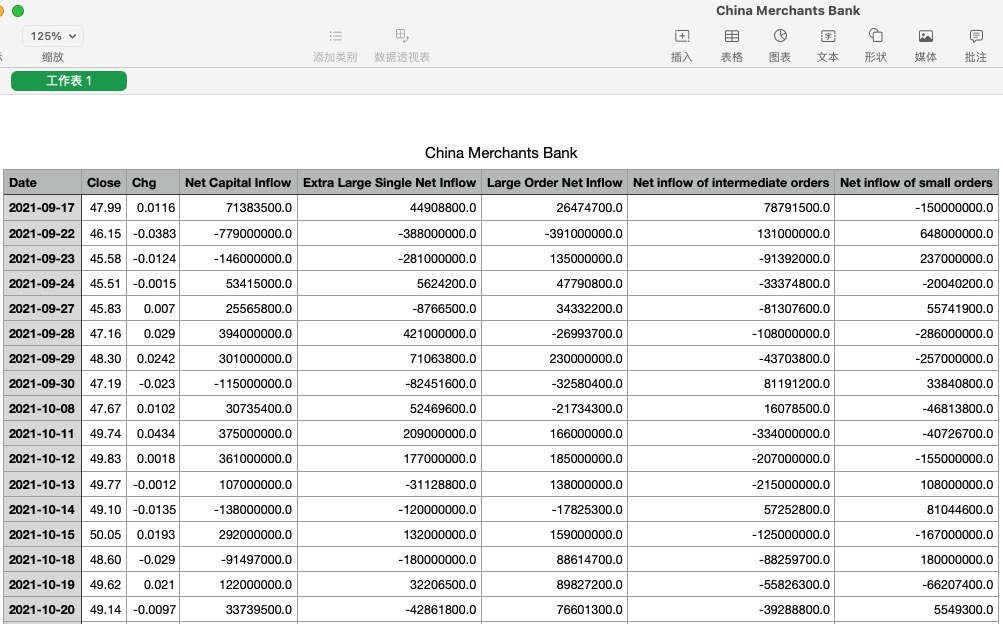 China Merchants Bank
125%
缩放
添加类别
数据透视表
插入
表格
图表
文本
形状
媒体
批注
工作表 1
China Merchants Bank
Date Close Chg Net Capital Inflow Extra Large Single Net Inflow Large Order Net Inflow Net inflow of intermediate orders Net inflow of small orders
2021-09-17 47.99 0.0116 71383500.0 44908800.0 26474700.0 78791500.0 -150000000.0
2021-09-22 46.15 -0.0383 -779000000.0 -388000000.0 -391000000.0 131000000.0 648000000.0
2021-09-23 45.58 -0.0124 -146000000.0 -281000000.0 135000000.0 -91392000.0 237000000.0
2021-09-24 45.51 -0.0015 53415000.0 5624200.0 47790800.0 -33374800.0 -20040200.0
2021-09-27 45.83 0.007 25565800.0 -8766500.0 34332200.0 -81307600.0 55741900.0
2021-09-28 47.16 0.029 394000000.0 421000000.0 -26993700.0 -108000000.0 -286000000.0
2021-09-29 48.30 0.0242 301000000.0 71063800.0 230000000.0 -43703800.0 -257000000.0
2021-09-30 47.19 -0.023 -115000000.0 -82451600.0 -32580400.0 81191200.0 33840800.0
2021-10-08 47.67 0.0102 30735400.0 52469600.0 -21734300.0 16078500.0 -46813800.0
2021-10-11 49.74 0.0434 375000000.0 209000000.0 166000000.0 -334000000.0 -40726700.0
2021-10-12 49.83 0.0018 361000000.0 177000000.0 185000000.0 -207000000.0 -155000000.0
2021-10-13 49.77 -0.0012 107000000.0 -31128800.0 138000000.0 -215000000.0 108000000.0
2021-10-14 49.10 -0.0135 -138000000.0 -120000000.0 -17825300.0 57252800.0 81044600.0
2021-10-15 50.05 0.0193 292000000.0 132000000.0 159000000.0 -125000000.0 -167000000.0
2021-10-18 48.60 -0.029 -91497000.0 -180000000.0 88614700.0 -88259700.0 180000000.0
2021-10-19 49.62 0.021 122000000.0 32206500.0 89827200.0 -55826300.0 -66207400.0
2021-10-20 49.14 -0.0097 33739500.0 -42861800.0 76601300.0 -39288800.0 5549300.0